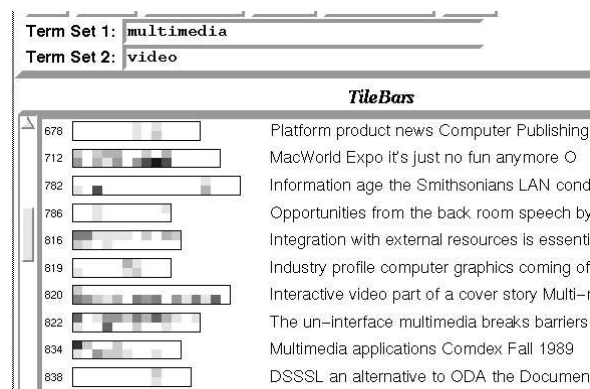 Term Set 1: multimedia
Term Set 2: video
TileBars
678 Platform product news Computer Publishing
712 MacWorld Expo it's just no fun anymore O
782 Information age the Smithsonians LAN cond
786 Opportunities from the back room speech by
816 Integration with external resources is essenti
819 Industry profile computer graphics coming of
820 Interactive video part of a cover story Multi-
822 The un-interface multimedia breaks barriers
834 Multimedia applications Comdex Fall 1989
838 DSSSL an alternative to ODA the Documen